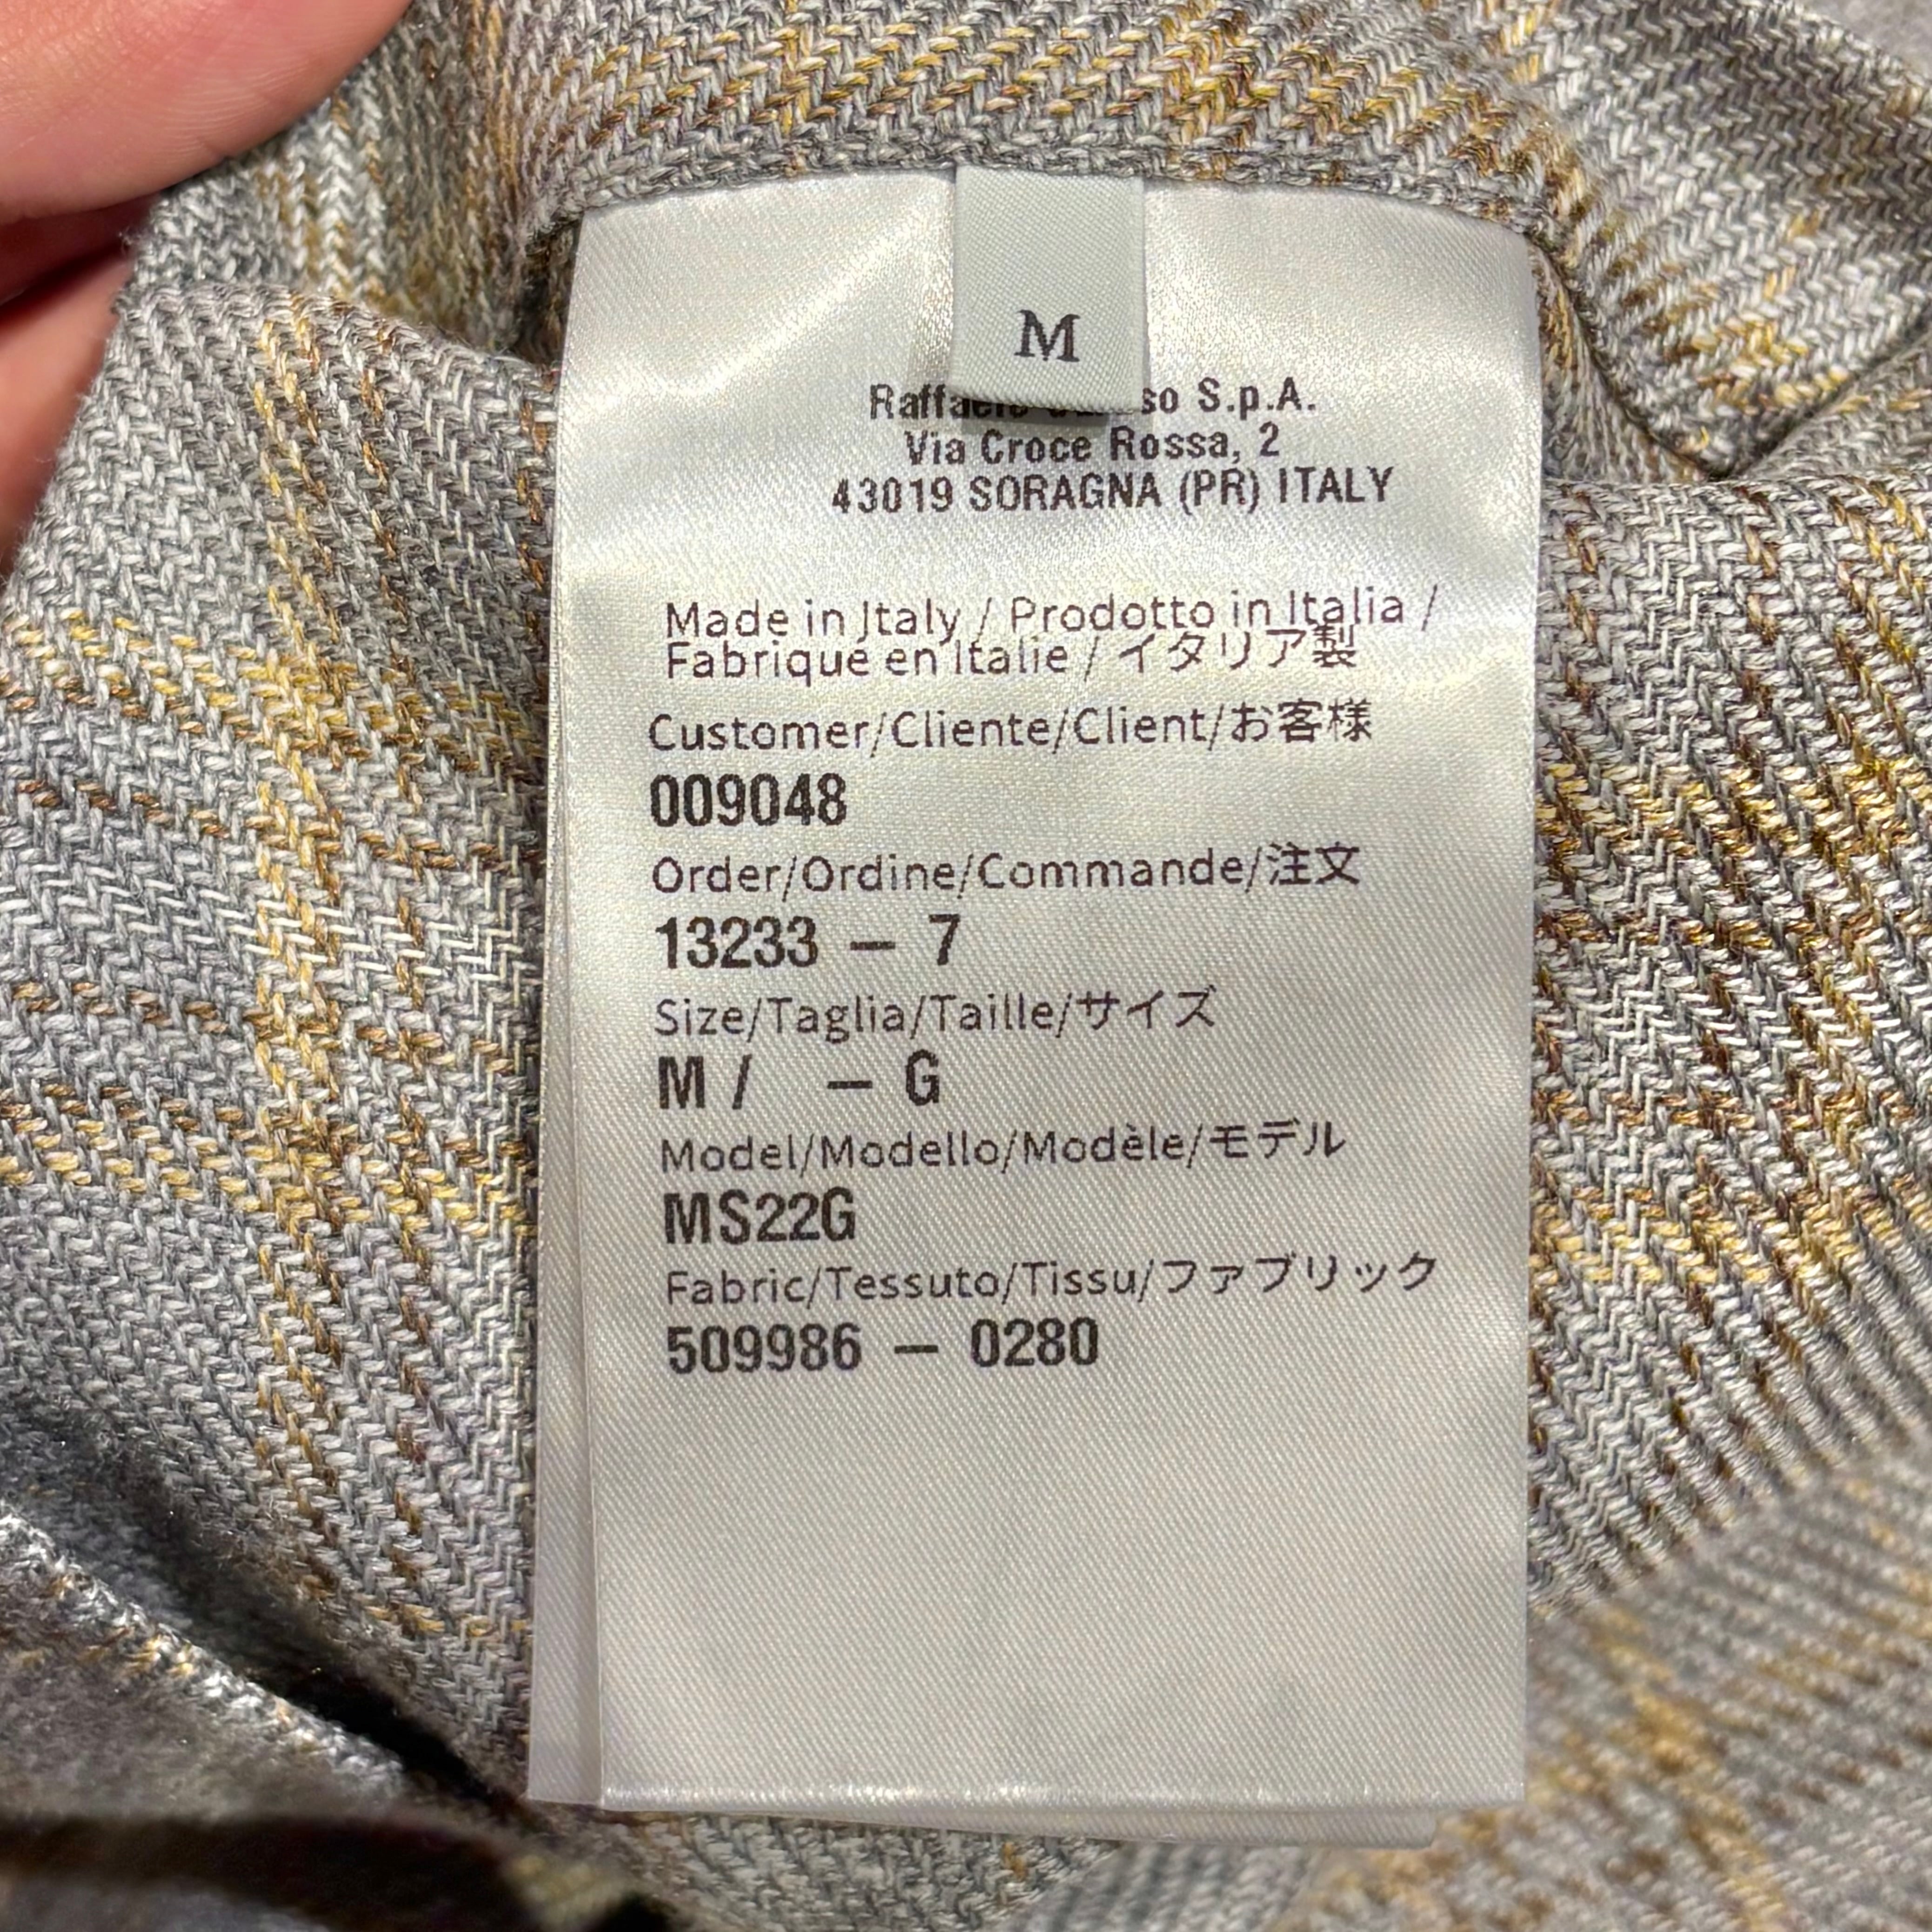 M
S.p.A.
Via Croce Rossa, 2
43019 SORAGNA (PR) ITALY
Made in Italy / Prodotto in Italia /
Fabriqué en Italie / イタリア製
Customer/Cliente/Client/お客様
009048
Order/Ordine/Commande/注文
13233 – 7
Size/Taglia/Taille/サイズ
M / – G
Model/Modello/Modèle/モデル
MS22G
Fabric/Tessuto/Tissu/ファブリック
509986 – 0280